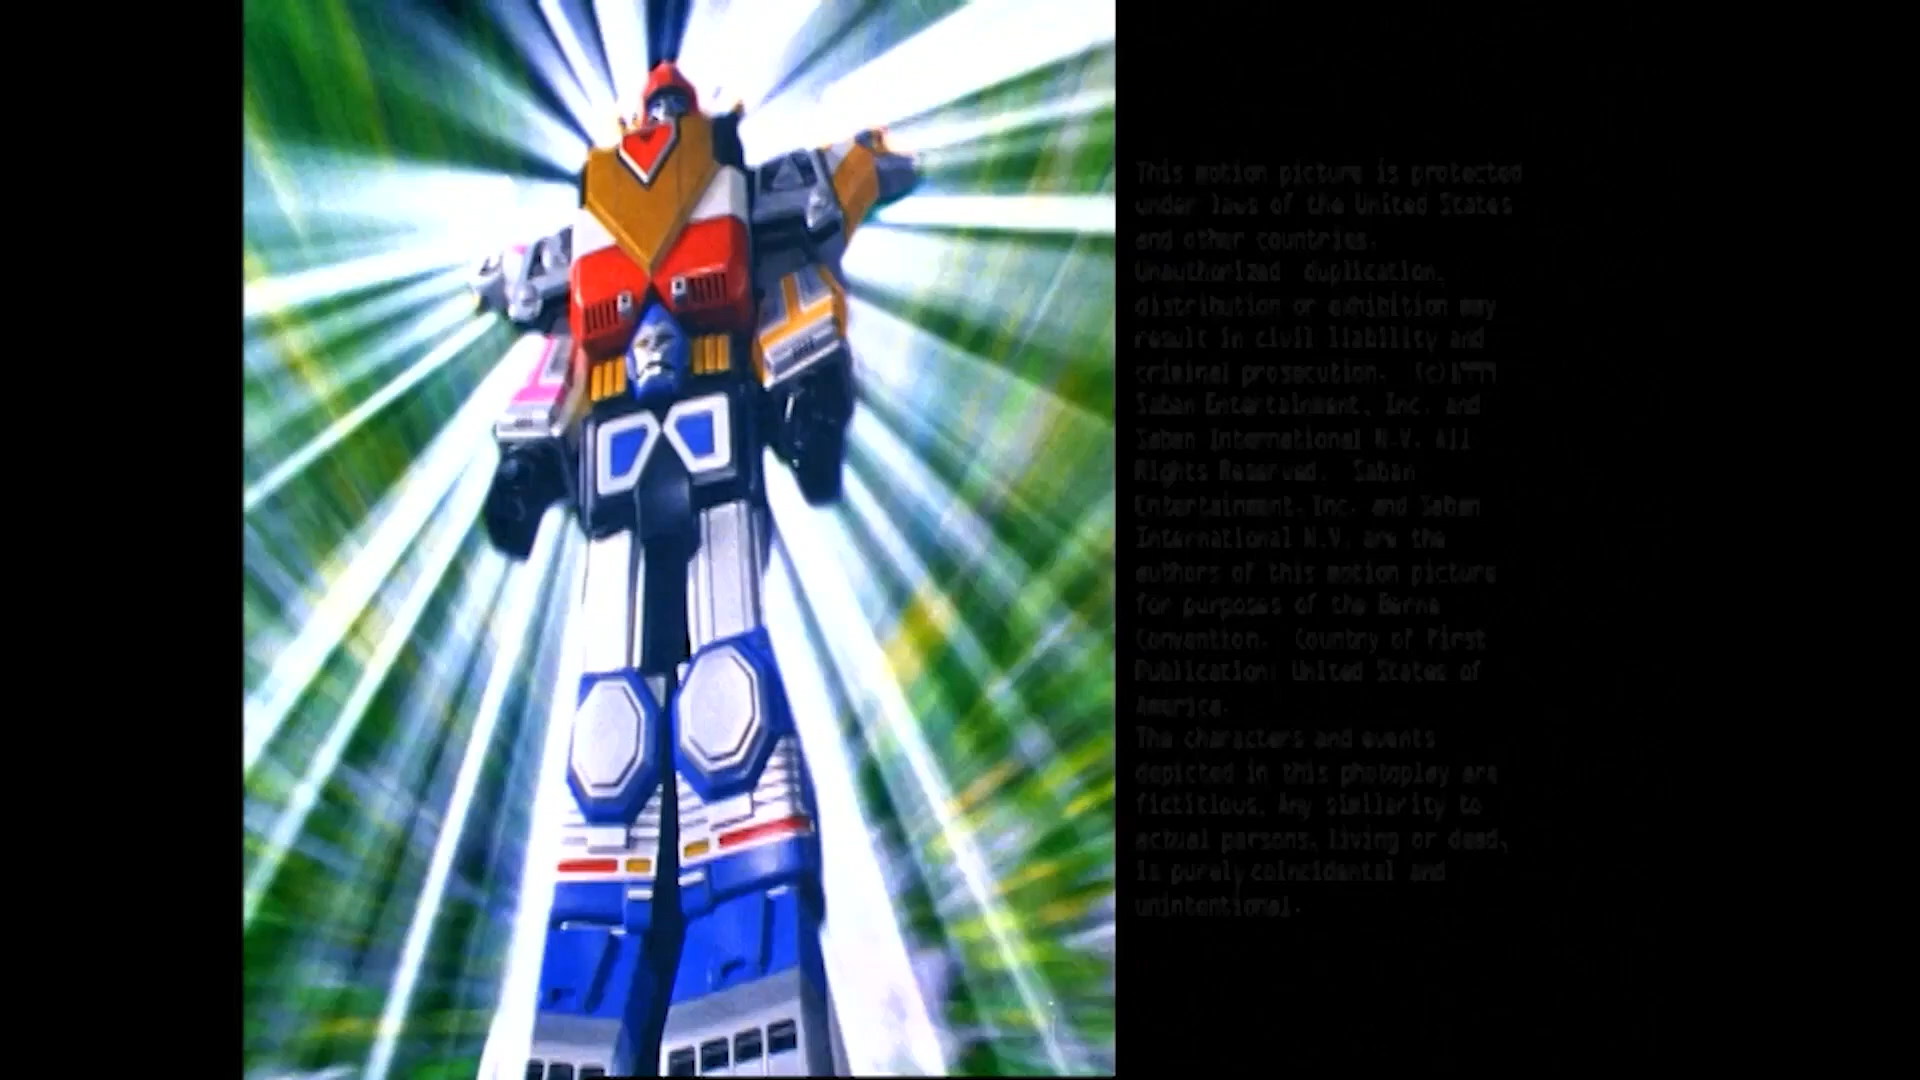 This motion picture is protected
under laws of the United States
and other countries.
Unauthorized duplication,
distribution or exhibition may
result in civil liability and
criminal prosecution. (c)
Saban Entertainment, Inc. and
Saban International N.V. All
Rights Reserved. Saban
Entertainment, Inc. and Saban
International N.V. are the
authors of this motion picture
for purposes of the Berne
Convention. Country of First
Publication: United States of
America.
The characters and events
depicted in this photoplay are
fictitious. Any similarity to
actual persons, living or dead,
is purely coincidental and
unintentional.